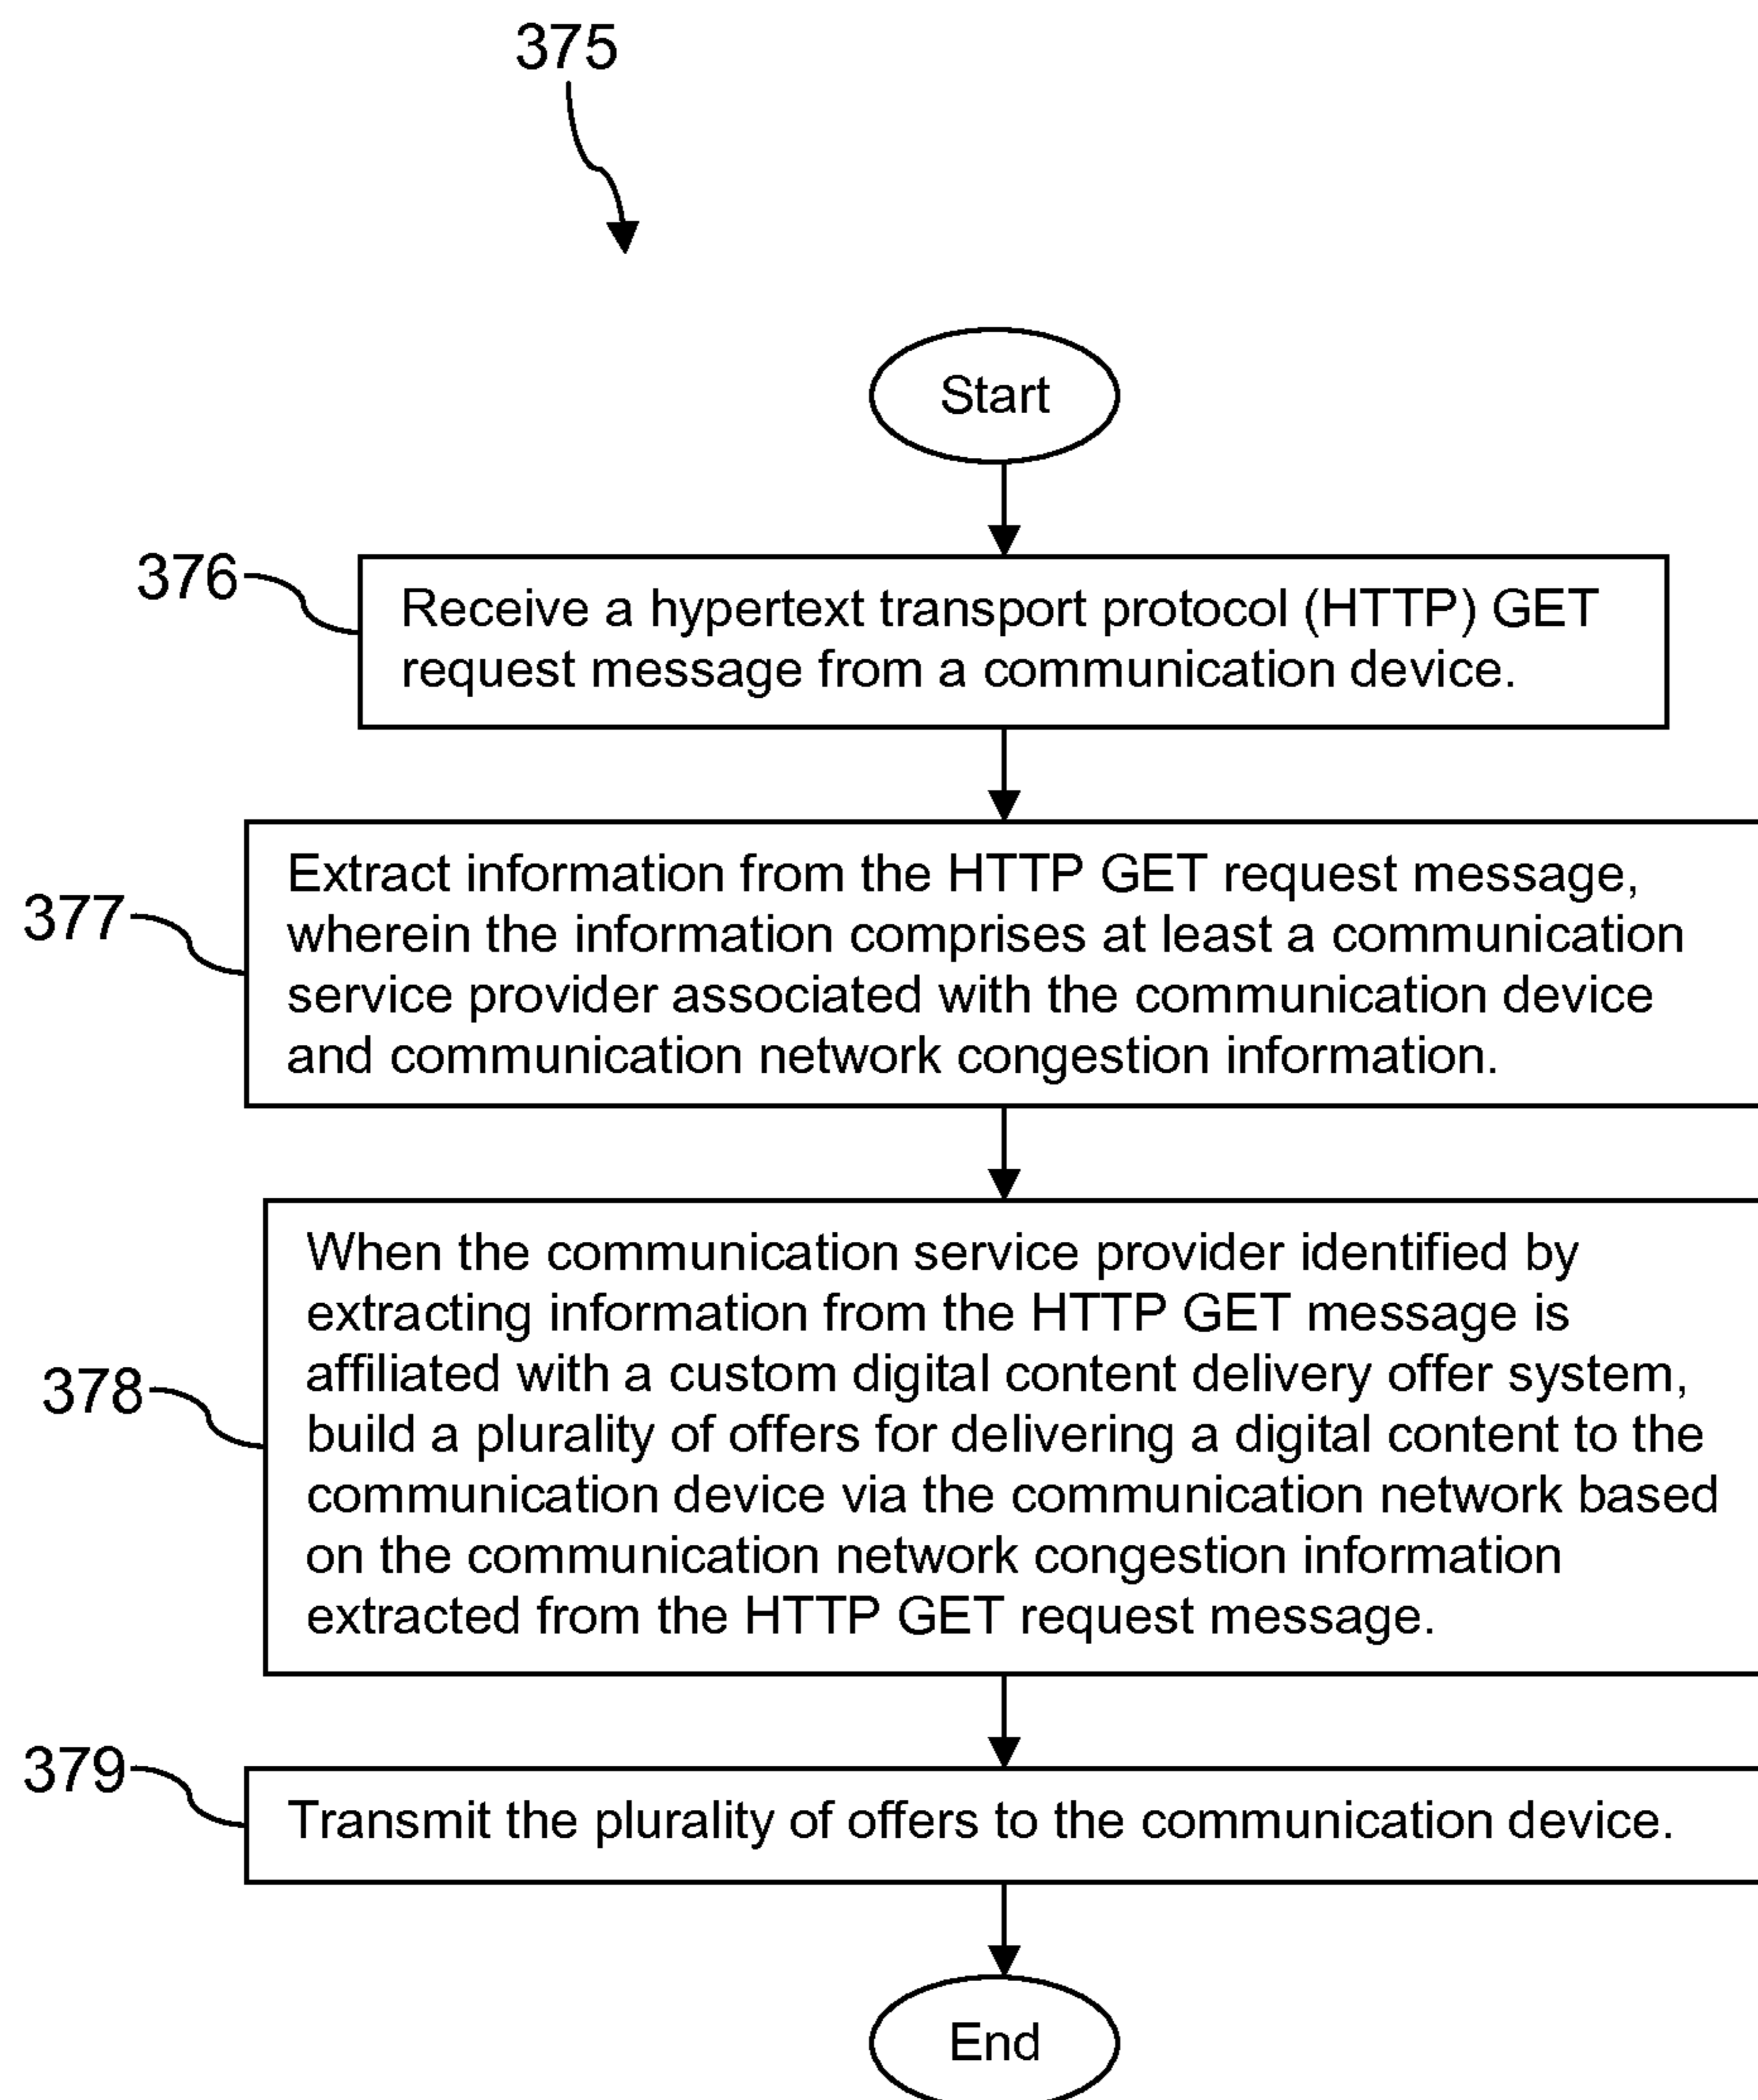 375
Start
376
Receive a hypertext transport protocol (HTTP) GET
request message from a communication device.
377
Extract information from the HTTP GET request message,
wherein the information comprises at least a communication
service provider associated with the communication device
and communication network congestion information.
378
When the communication service provider identified by
extracting information from the HTTP GET message is
affiliated with a custom digital content delivery offer system,
build a plurality of offers for delivering a digital content to the
communication device via the communication network based
on the communication network congestion information
extracted from the HTTP GET request message.
379
Transmit the plurality of offers to the communication device.
End